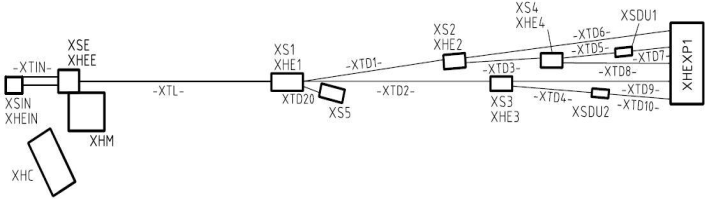 XSE
XHEE
-XTIN-
XSIN
XHEIN
XHM
XHC
-XTL-
XS1
XHE1
XTD20
XS5
-XTD1-
-XTD2-
XS2
XHE2
-XTD3-
XS3
XHE3
XS4
XHE4
-XTD4-
-XTD6-
-XTD5-
XSDU1
-XTD7-
-XTD8-
-XTD9-
-XTD10-
XSDU2
XHEXP1